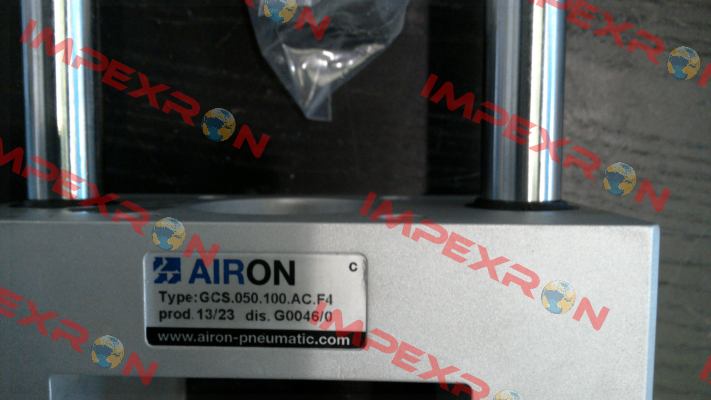 AIRON
C
Type:GCS.050.100.AC.F4
prod.13/23 dis. G0046/0
www.airon-pneumatic.com
IMPEXRON
IMPEXRON
IMPEXRON
IMPEXRON
IMPEXRON
IMPEXRON